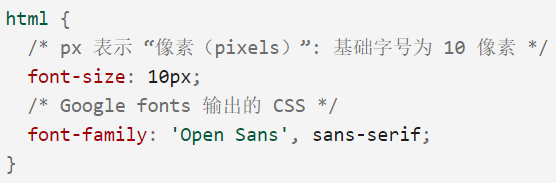 html {
  /* px 表示 “像素（pixels）”: 基础字号为 10 像素 */
  font-size: 10px;
  /* Google fonts 输出的 CSS */
  font-family: 'Open Sans', sans-serif;
}